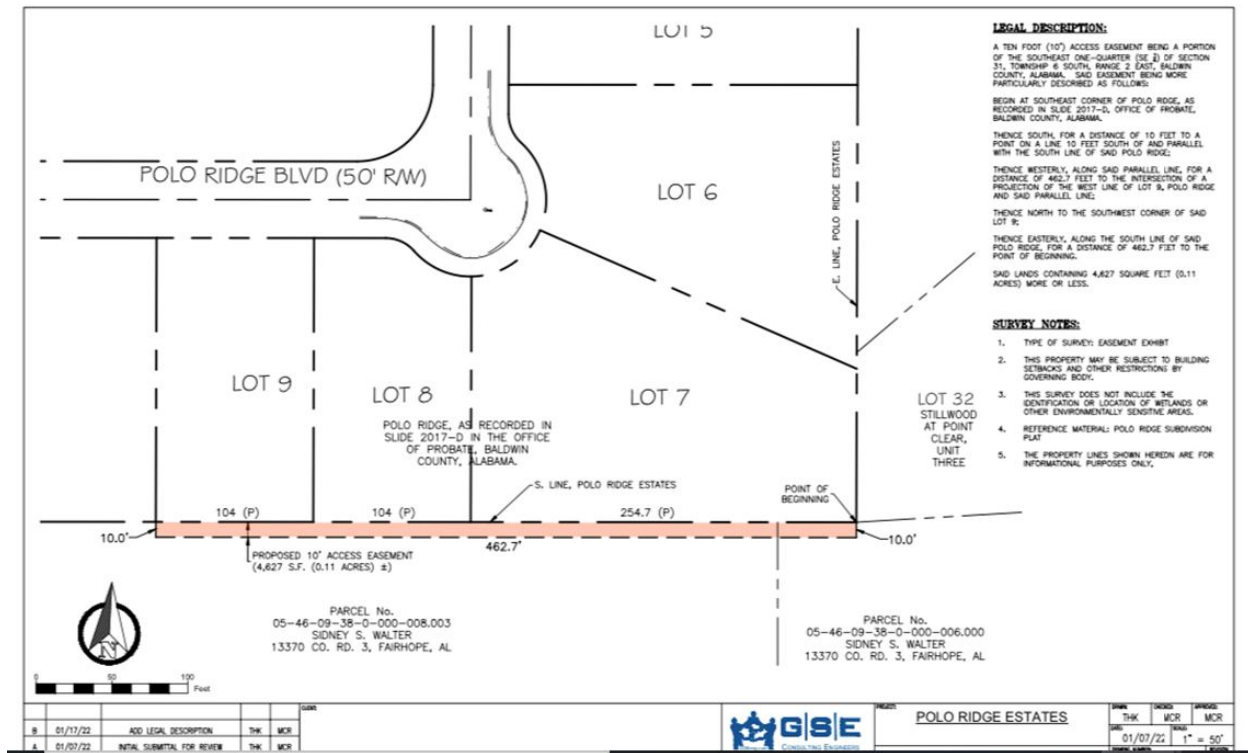 LOT 5
POLO RIDGE BLVD (50' R/W)
LOT 6
E. LINE, POLO RIDGE ESTATES
LOT 9
LOT 8
LOT 7
POLO RIDGE, AS RECORDED IN
SLIDE 2017-D IN THE OFFICE
OF PROBATE, BALDWIN
COUNTY, ALABAMA.
LOT 32
STILLWOOD
AT POINT
CLEAR,
UNIT
THREE
S. LINE, POLO RIDGE ESTATES
POINT OF
BEGINNING
104 (P)
104 (P)
254.7 (P)
10.0'
462.7'
10.0'
PROPOSED 10' ACCESS EASEMENT
(4,627 S.F. (0.11 ACRES) ±)
PARCEL No.
05-46-09-38-0-000-008.003
SIDNEY S. WALTER
13370 CO. RD. 3, FAIRHOPE, AL
PARCEL No.
05-46-09-38-0-000-006.000
SIDNEY S. WALTER
13370 CO. RD. 3, FAIRHOPE, AL
N
0 50 100
Feet
LEGAL DESCRIPTION:
A TEN FOOT (10') ACCESS EASEMENT BEING A PORTION
OF THE SOUTHEAST ONE-QUARTER (SE ) OF SECTION
31, TOWNSHIP 6 SOUTH, RANGE 2 EAST, BALDWIN
COUNTY, ALABAMA. SAID EASEMENT BEING MORE
PARTICULARLY DESCRIBED AS FOLLOWS:
BEGIN AT SOUTHEAST CORNER OF POLO RIDGE, AS
RECORDED IN SLIDE 2017-D, OFFICE OF PROBATE,
BALDWIN COUNTY, ALABAMA.
THENCE SOUTH, FOR A DISTANCE OF 10 FEET TO A
POINT ON A LINE 10 FEET SOUTH OF AND PARALLEL
WITH THE SOUTH LINE OF SAID POLO RIDGE;
THENCE WESTERLY, ALONG SAID PARALLEL LINE, FOR A
DISTANCE OF 462.7 FEET TO THE INTERSECTION OF A
PROJECTION OF THE WEST LINE OF LOT 9, POLO RIDGE
AND SAID PARALLEL LINE;
THENCE NORTH TO THE SOUTHWEST CORNER OF SAID
LOT 9;
THENCE EASTERLY, ALONG THE SOUTH LINE OF SAID
POLO RIDGE, FOR A DISTANCE OF 462.7 FEET TO THE
POINT OF BEGINNING.
SAID LANDS CONTAINING 4,627 SQUARE FEET (0.11
ACRES) MORE OR LESS.
SURVEY NOTES:
1. TYPE OF SURVEY: EASEMENT EXHIBIT
2. THIS PROPERTY MAY BE SUBJECT TO BUILDING
SETBACKS AND OTHER RESTRICTIONS BY
GOVERNING BODY.
3. THIS SURVEY DOES NOT INCLUDE THE
IDENTIFICATION OR LOCATION OF WETLANDS OR
OTHER ENVIRONMENTALLY SENSITIVE AREAS.
4. REFERENCE MATERIAL: POLO RIDGE SUBDIVISION
PLAT
5. THE PROPERTY LINES SHOWN HEREON ARE FOR
INFORMATIONAL PURPOSES ONLY.
B 01/17/22 ADD LEGAL DESCRIPTION THK MCR
A 01/07/22 INITIAL SUBMITTAL FOR REVIEW THK MCR
CLIENT:
GSE
CONSULTING ENGINEERS
PROJECT:
POLO RIDGE ESTATES
DRAWN: CHECKED: APPROVED:
THK MCR MCR
DATE: SCALE:
01/07/22 1" = 50'